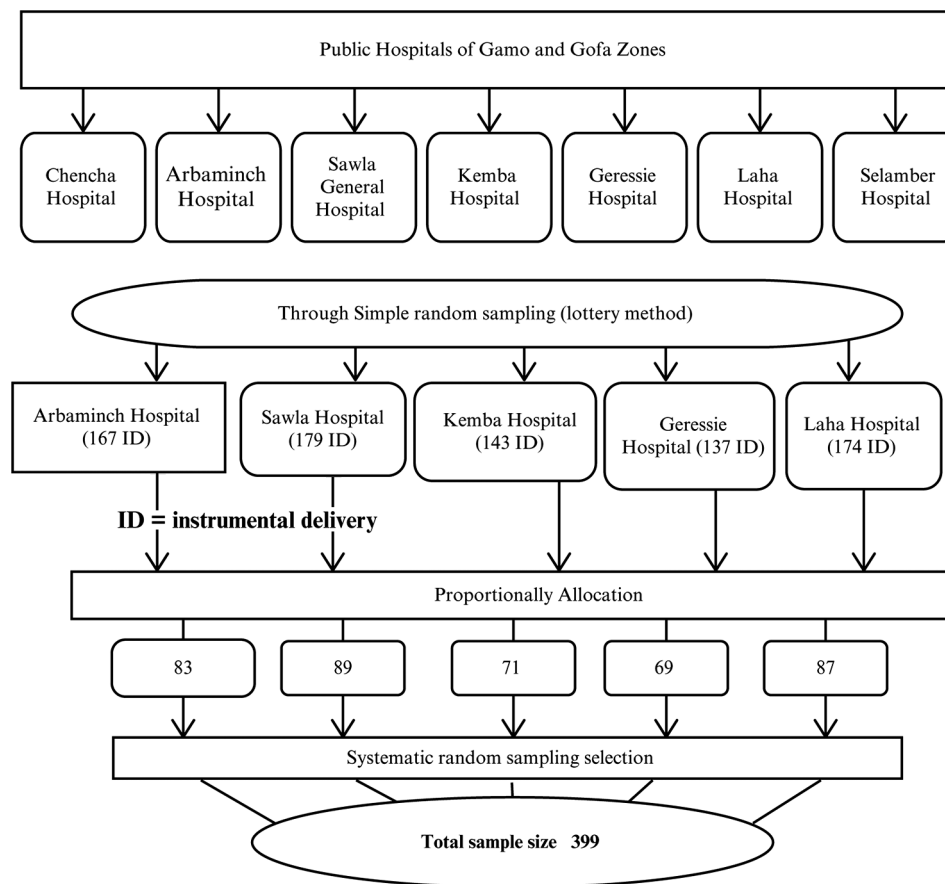 Public Hospitals of Gamo and Gofa Zones
Chencha
Hospital
Arbaminch
Hospital
Sawla
General
Hospital
Kemba
Hospital
Geressie
Hospital
Laha
Hospital
Selamber
Hospital
Through Simple random sampling (lottery method)
Arbaminch Hospital
(167 ID)
Sawla Hospital
(179 ID)
Kemba Hospital
(143 ID)
Geressie
Hospital (137 ID)
Laha Hospital
(174 ID)
ID = instrumental delivery
Proportionally Allocation
83
89
71
69
87
Systematic random sampling selection
Total sample size 399